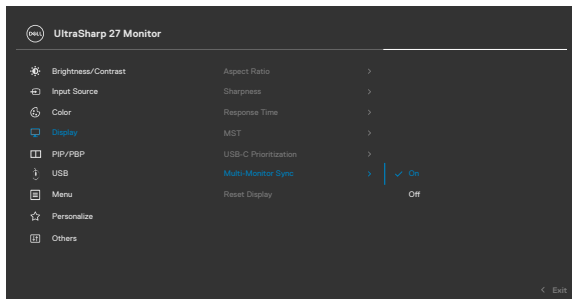 DELL UltraSharp 27 Monitor
Brightness/Contrast
Input Source
Color
Display
PIP/PBP
USB
Menu
Personalize
Others
Aspect Ratio
Sharpness
Response Time
MST
USB-C Prioritization
Multi-Monitor Sync
Reset Display
On
Off
Exit